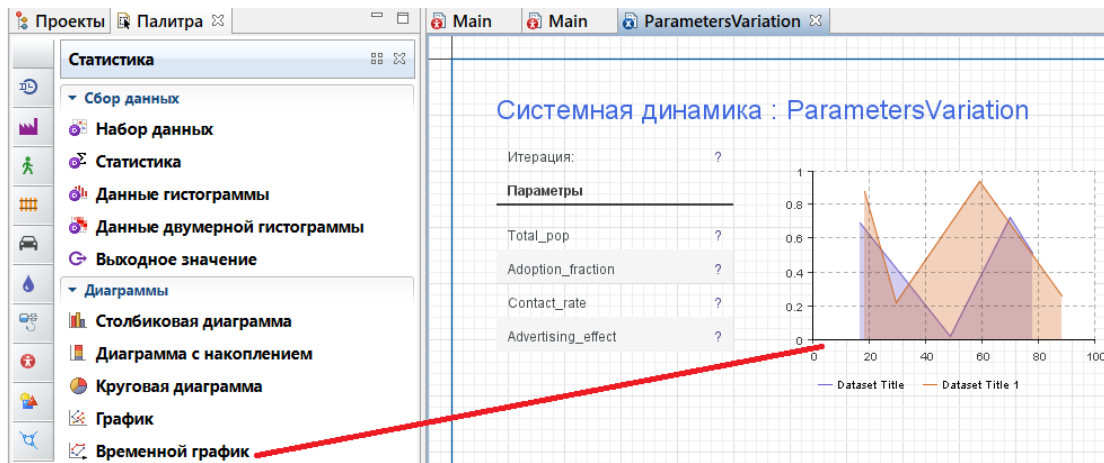 Проекты Палитра
Main Main ParametersVariation
Статистика
Сбор данных
Набор данных
Статистика
Данные гистограммы
Данные двумерной гистограммы
Выходное значение
Диаграммы
Столбиковая диаграмма
Диаграмма с накоплением
Круговая диаграмма
График
Временной график
Системная динамика : ParametersVariation
Итерация: ?
Параметры
Total_pop ?
Adoption_fraction ?
Contact_rate ?
Advertising_effect ?
1
0.8
0.6
0.4
0.2
0
0 20 40 60 80 100
Dataset Title Dataset Title 1